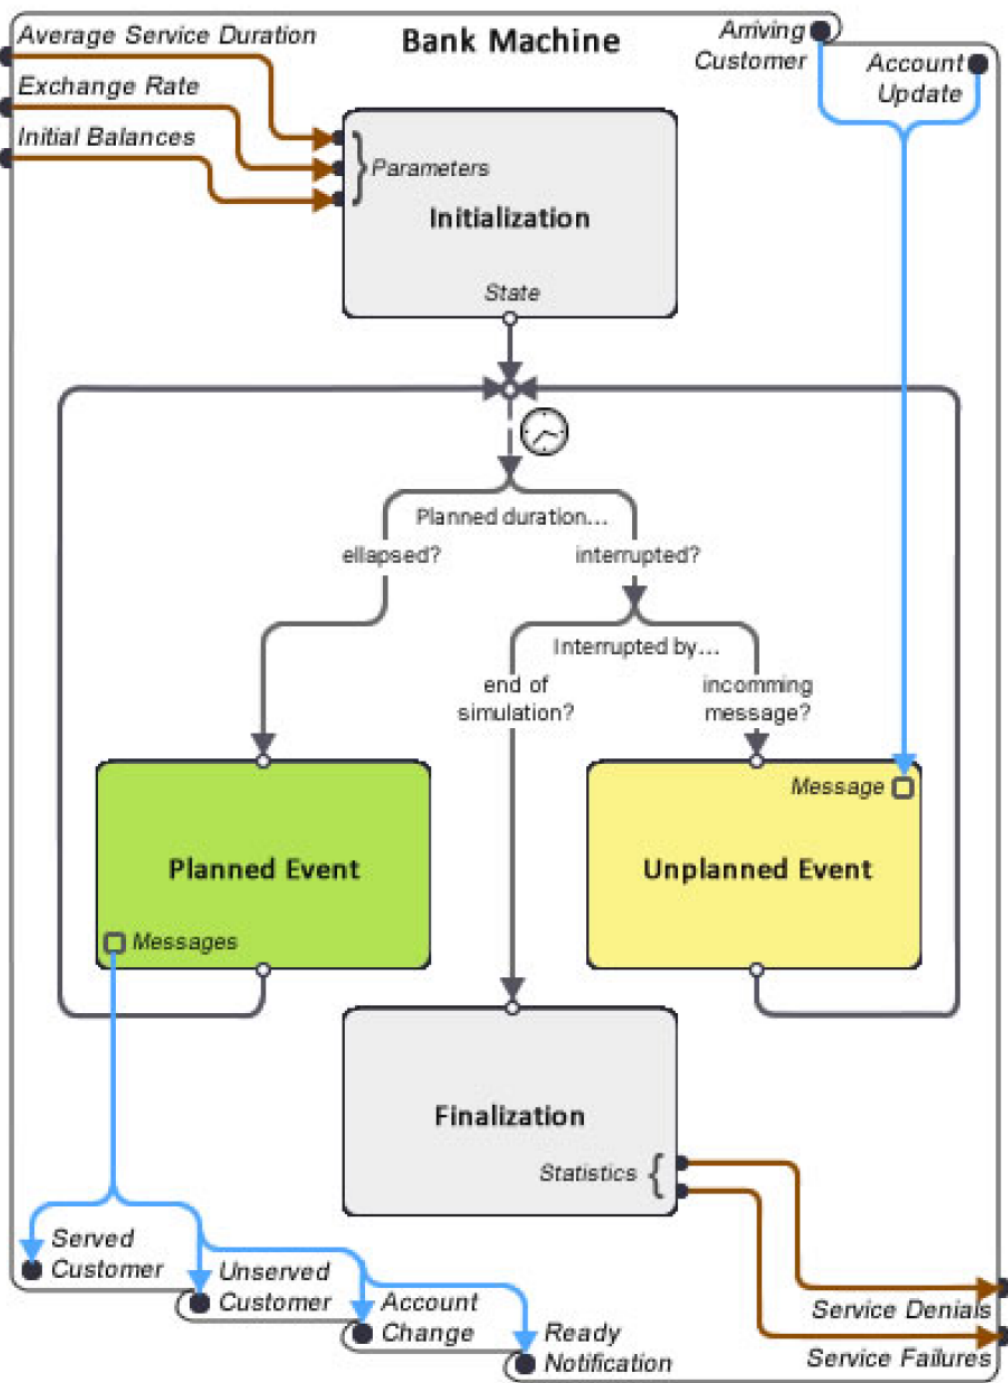 Average Service Duration
Bank Machine
Arriving
Customer
Account
Update
Exchange Rate
Initial Balances
Parameters
Initialization
State
Planned duration...
ellapsed?
interrupted?
Interrupted by...
end of
simulation?
incomming
message?
Message
Planned Event
Unplanned Event
Messages
Finalization
Statistics
Served
Customer
Unserved
Customer
Account
Change
Ready
Notification
Service Denials
Service Failures